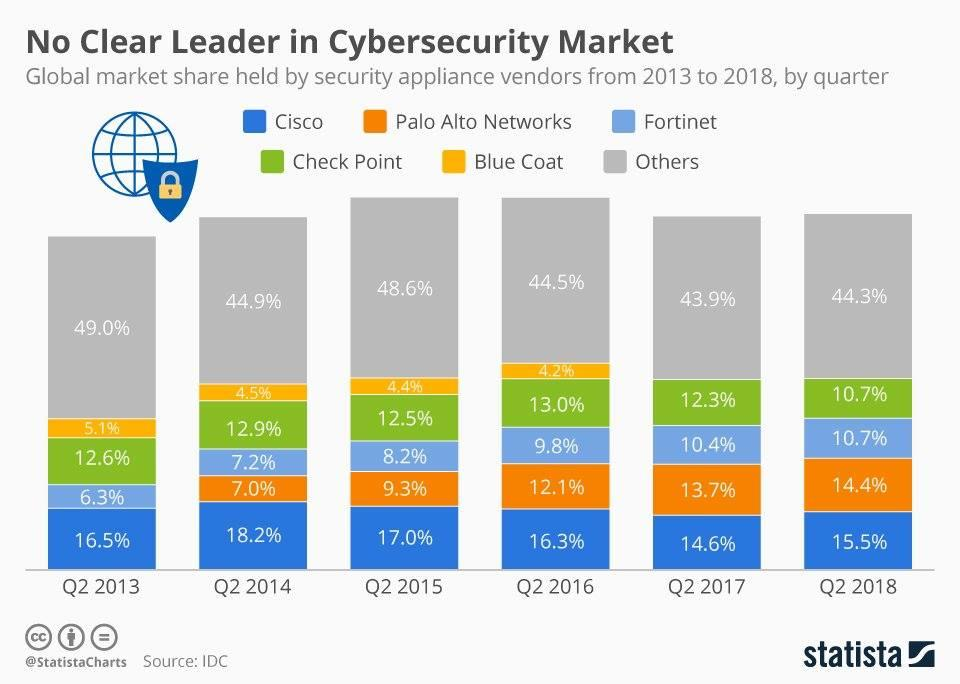 No Clear Leader in Cybersecurity Market
Global market share held by security appliance vendors from 2013 to 2018, by quarter
Cisco Palo Alto Networks Fortinet
Check Point Blue Coat Others
49.0% 44.9% 48.6% 44.5% 43.9% 44.3%
5.1% 4.5% 4.4% 4.2%
12.6% 12.9% 12.5% 13.0% 12.3% 10.7%
6.3% 7.2% 8.2% 9.8% 10.4% 10.7%
7.0% 9.3% 12.1% 13.7% 14.4%
16.5% 18.2% 17.0% 16.3% 14.6% 15.5%
Q2 2013 Q2 2014 Q2 2015 Q2 2016 Q2 2017 Q2 2018
cc
@StatistaCharts Source: IDC
statista